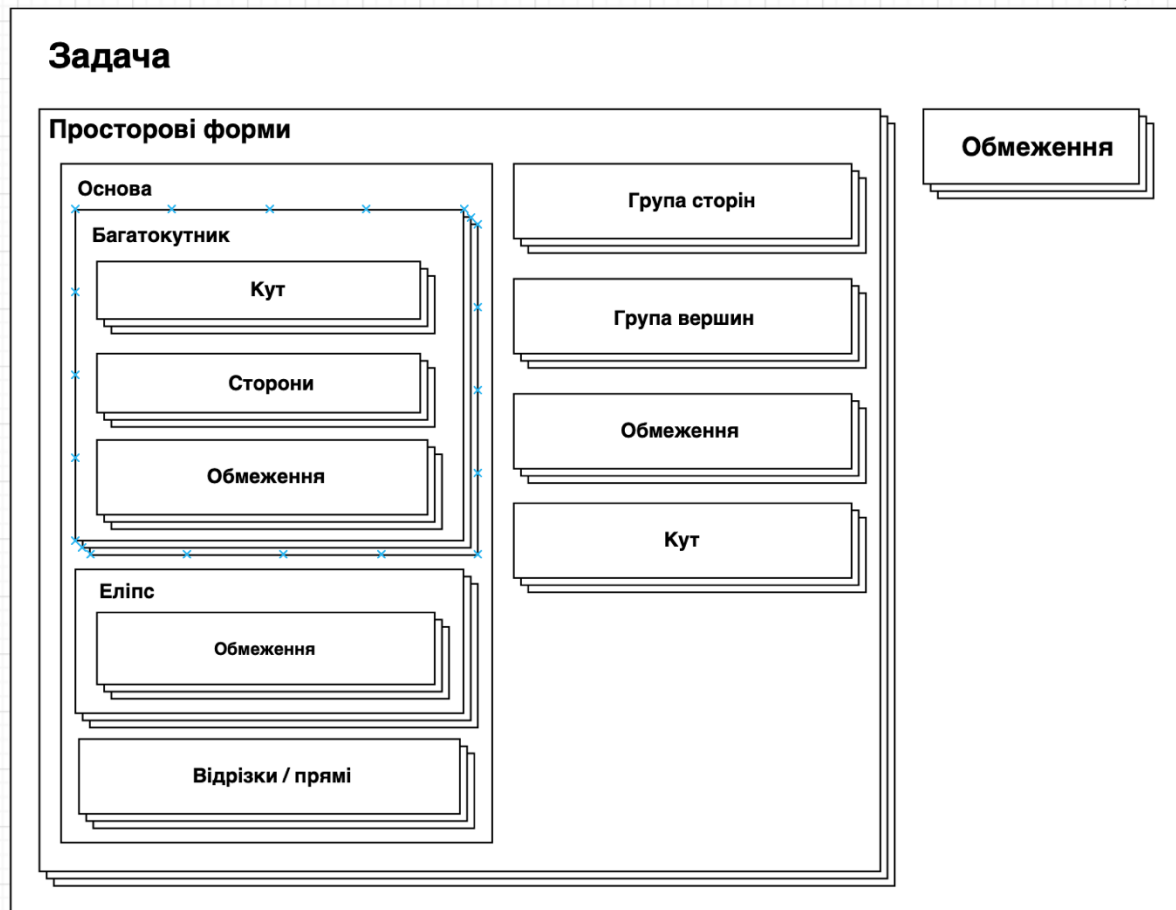 Задача
Просторові форми
Основа
Багатокутник
Кут
Сторони
Обмеження
Еліпс
Обмеження
Відрізки / прямі
Група сторін
Група вершин
Обмеження
Кут
Обмеження